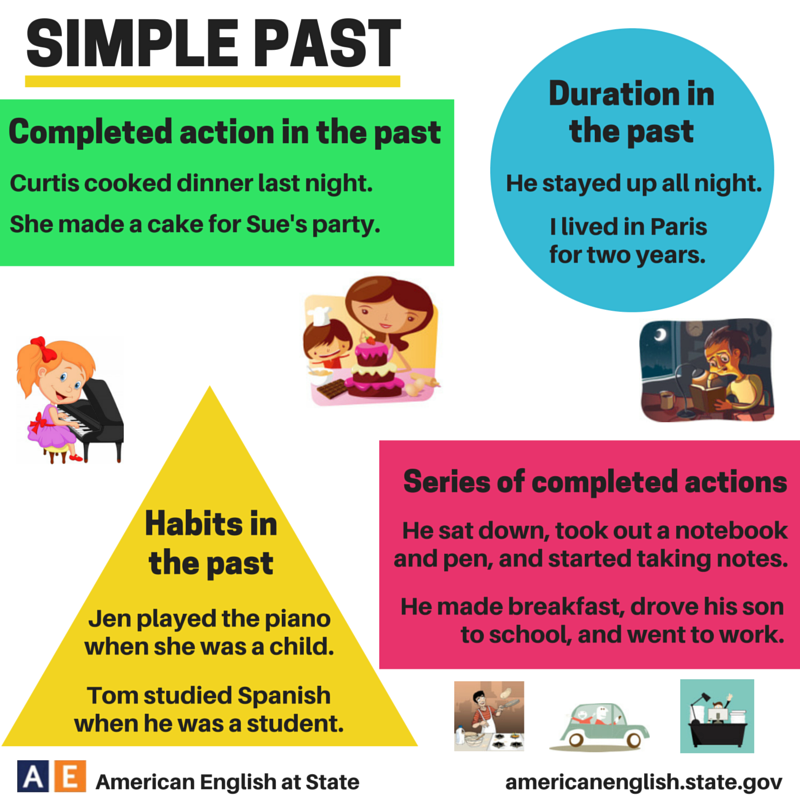 SIMPLE PAST
Completed action in the past
Curtis cooked dinner last night.
She made a cake for Sue's party.
Duration in
the past
He stayed up all night.
I lived in Paris
for two years.
Habits in
the past
Jen played the piano
when she was a child.
Tom studied Spanish
when he was a student.
Series of completed actions
He sat down, took out a notebook
and pen, and started taking notes.
He made breakfast, drove his son
to school, and went to work.
AE American English at State
americanenglish.state.gov